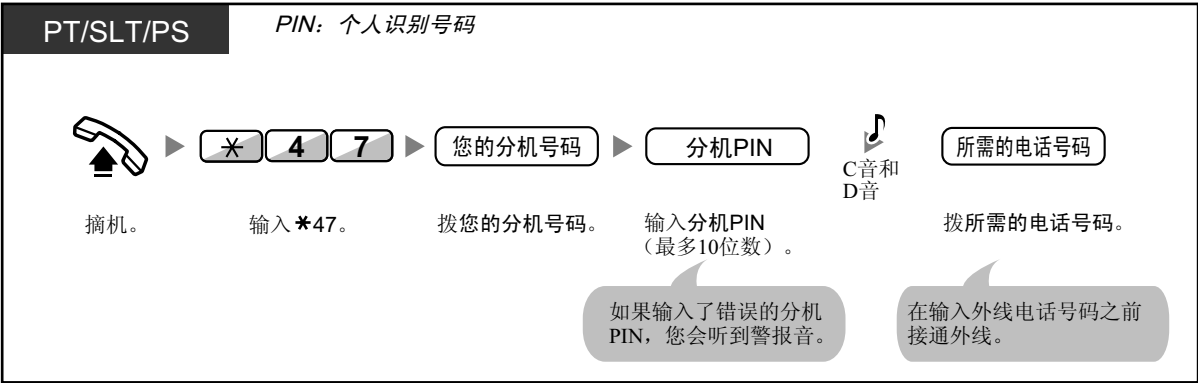 PT/SLT/PS
PIN：个人识别号码
* 4 7
您的分机号码
分机PIN
C音和
D音
所需的电话号码
摘机。
输入*47。
拨您的分机号码。
输入分机PIN
（最多10位数）。
拨所需的电话号码。
如果输入了错误的分机
PIN，您会听到警报音。
在输入外线电话号码之前
接通外线。